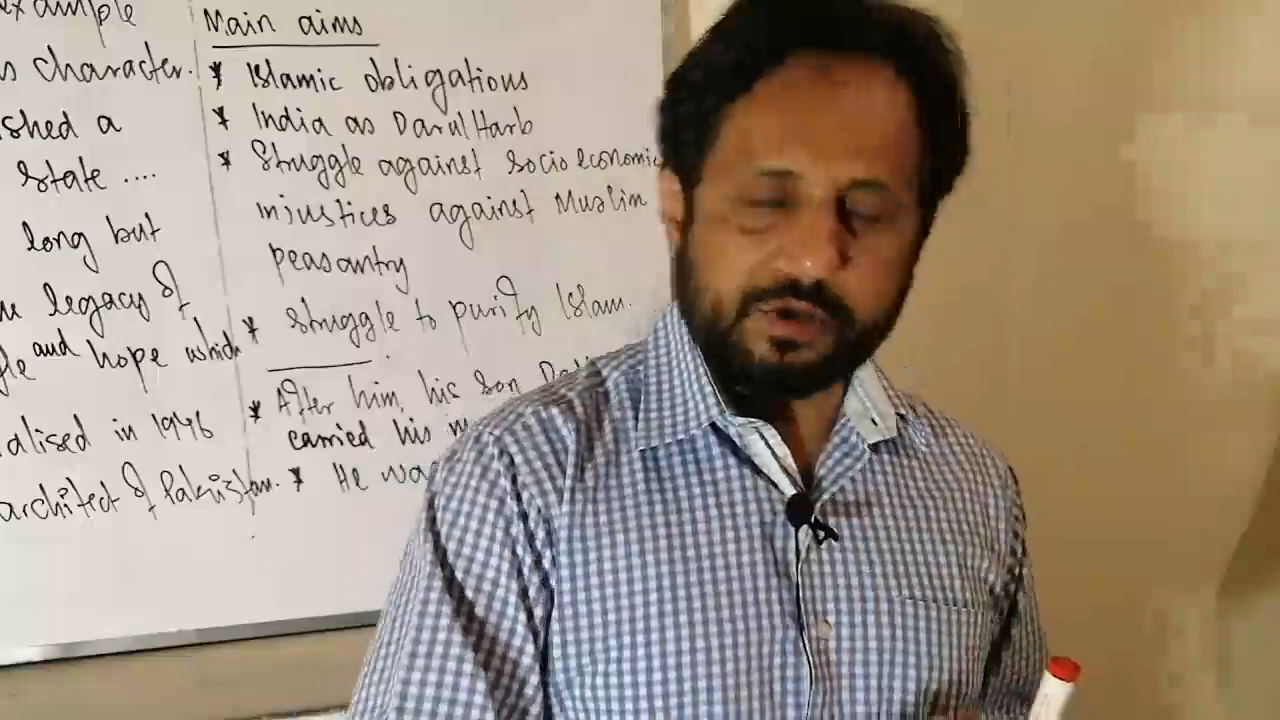 example
character.
shed a
state ....
long but
legacy of
and hope which
alised in 1946
architect of Pakistan.
Main aims
* Islamic obligations
* India as Darul Harb
* Struggle against socio economic
injustices against Muslim
peasantry
* struggle to purify Islam.
* After him, his son
carried his
* He was